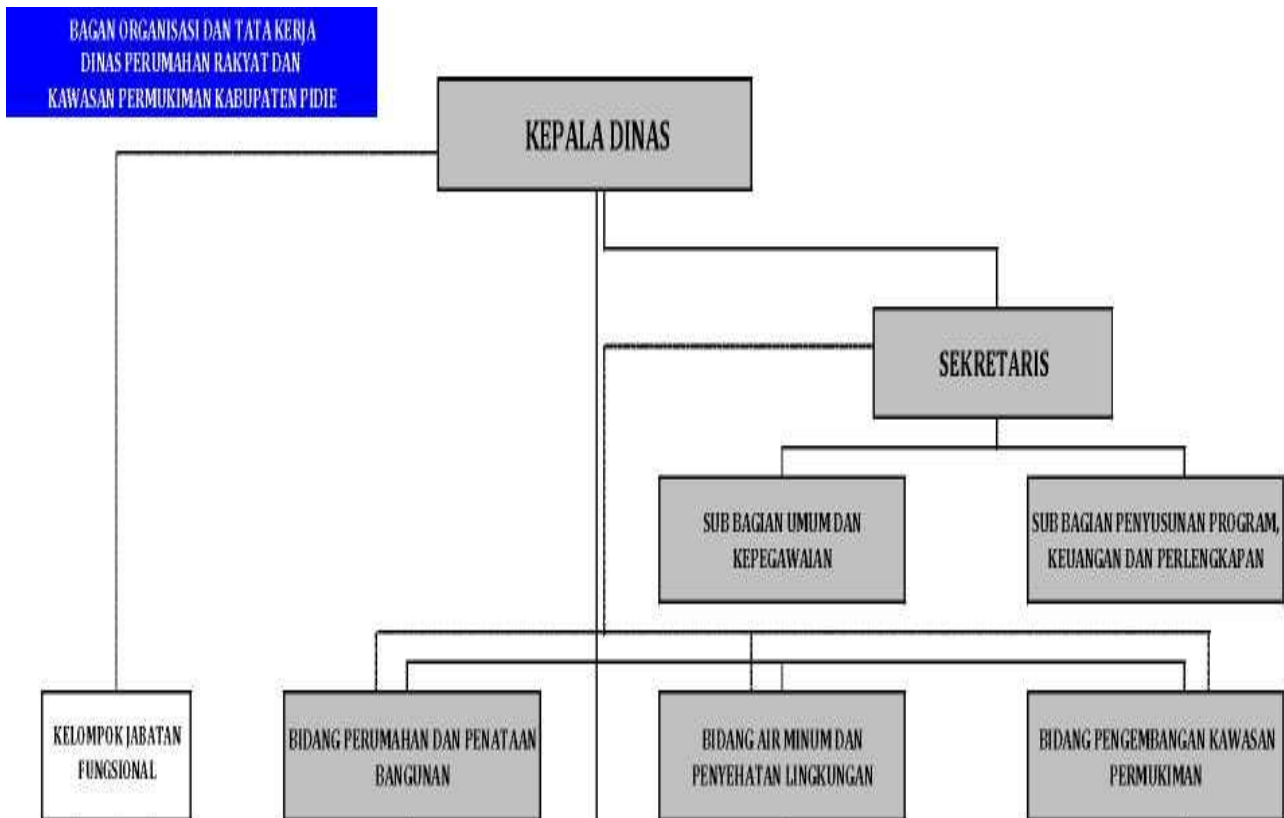 BAGAN ORGANISASI DAN TATA KERJA
DINAS PERUMAHAN RAKYAT DAN
KAWASAN PERMUKIMAN KABUPATEN PIDIE
KEPALA DINAS
SEKRETARIS
SUB BAGIAN UMUM DAN
KEPEGAWAIAN
SUB BAGIAN PENYUSUNAN PROGRAM,
KEUANGAN DAN PERLENGKAPAN
KELOMPOK JABATAN
FUNGSIONAL
BIDANG PERUMAHAN DAN PENATAAN
BANGUNAN
BIDANG AIR MINUM DAN
PENYEHATAN LINGKUNGAN
BIDANG PENGEMBANGAN KAWASAN
PERMUKIMAN